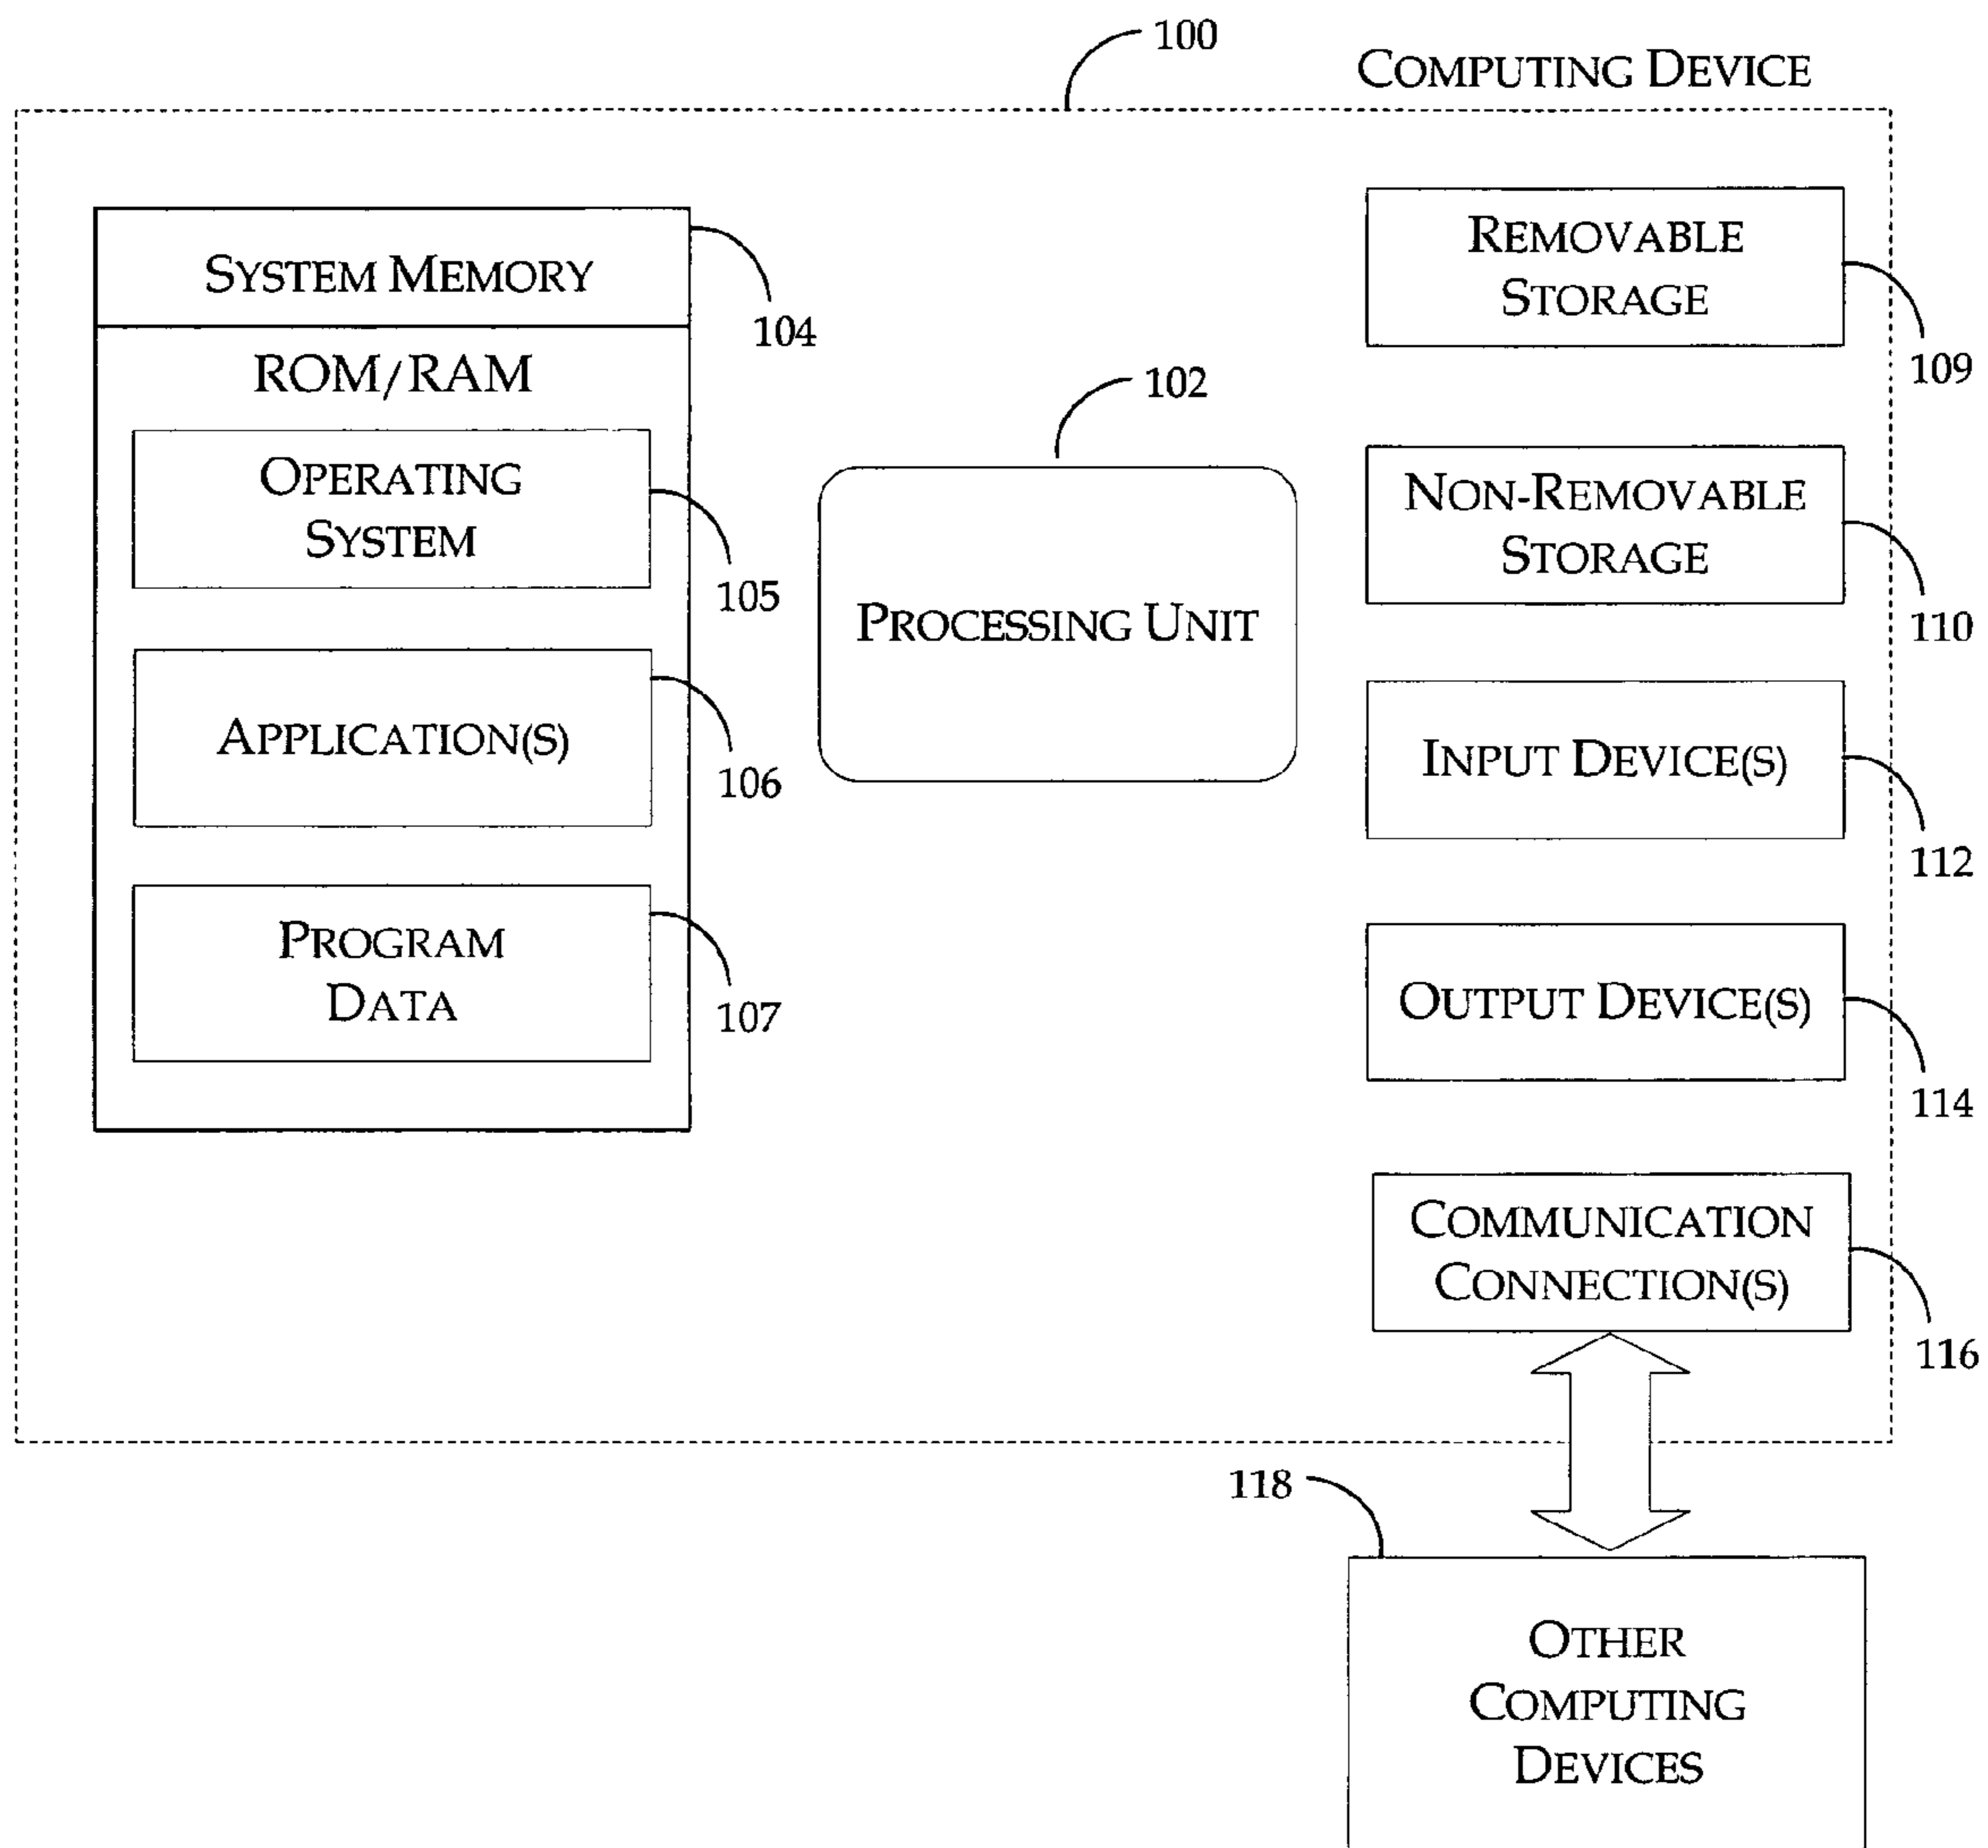 100
COMPUTING DEVICE
SYSTEM MEMORY
104
ROM/RAM
OPERATING
SYSTEM
105
APPLICATION(S)
106
PROGRAM
DATA
107
102
PROCESSING UNIT
REMOVABLE
STORAGE
109
NON-REMOVABLE
STORAGE
110
INPUT DEVICE(S)
112
OUTPUT DEVICE(S)
114
COMMUNICATION
CONNECTION(S)
116
118
OTHER
COMPUTING
DEVICES